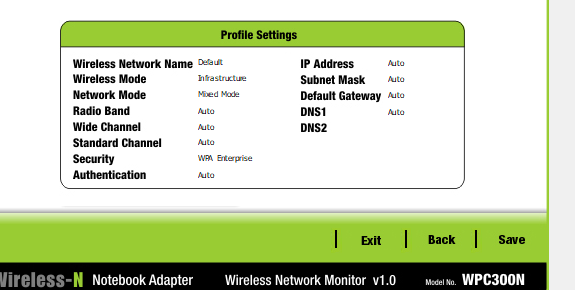 Profile Settings
Wireless Network Name Default
Wireless Mode Infrastructure
Network Mode Mixed Mode
Radio Band Auto
Wide Channel Auto
Standard Channel Auto
Security WPA Enterprise
Authentication Auto
IP Address Auto
Subnet Mask Auto
Default Gateway Auto
DNS1 Auto
DNS2
Exit Back Save
Wireless-N Notebook Adapter Wireless Network Monitor v1.0 Model No. WPC300N